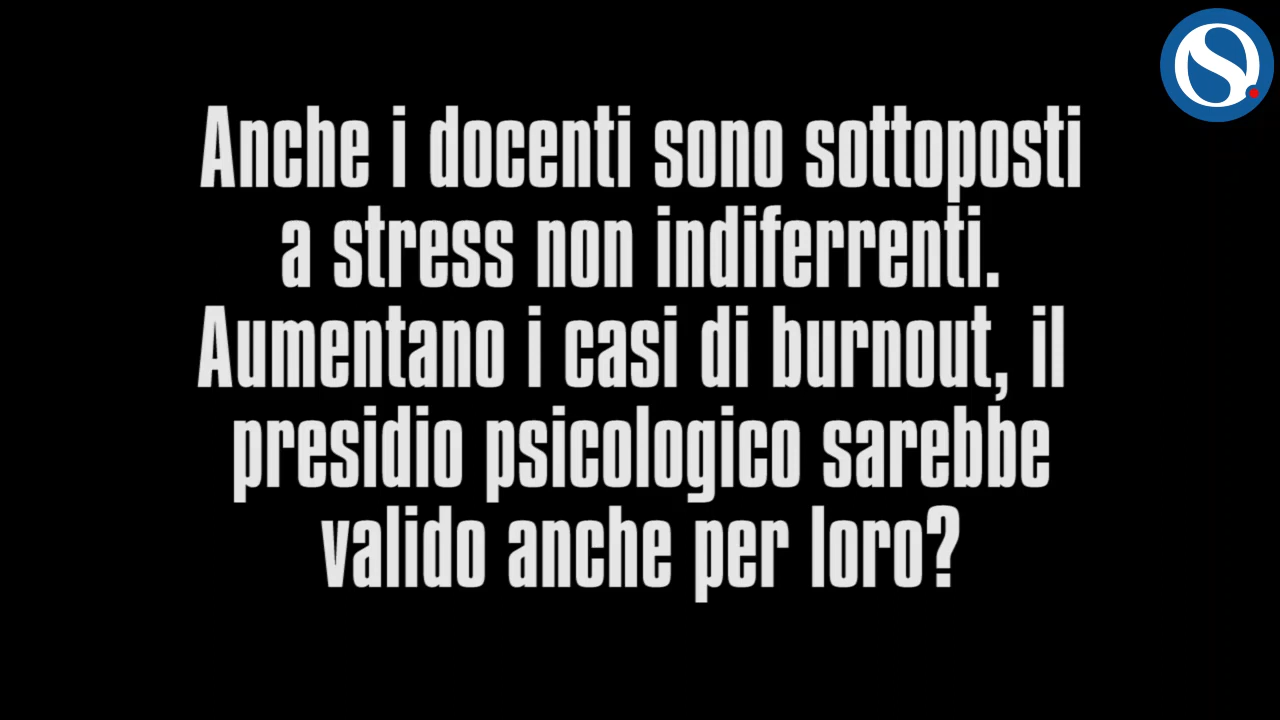 Anche i docenti sono sottoposti
a stress non indiferrenti.
Aumentano i casi di burnout, il
presidio psicologico sarebbe
valido anche per loro?